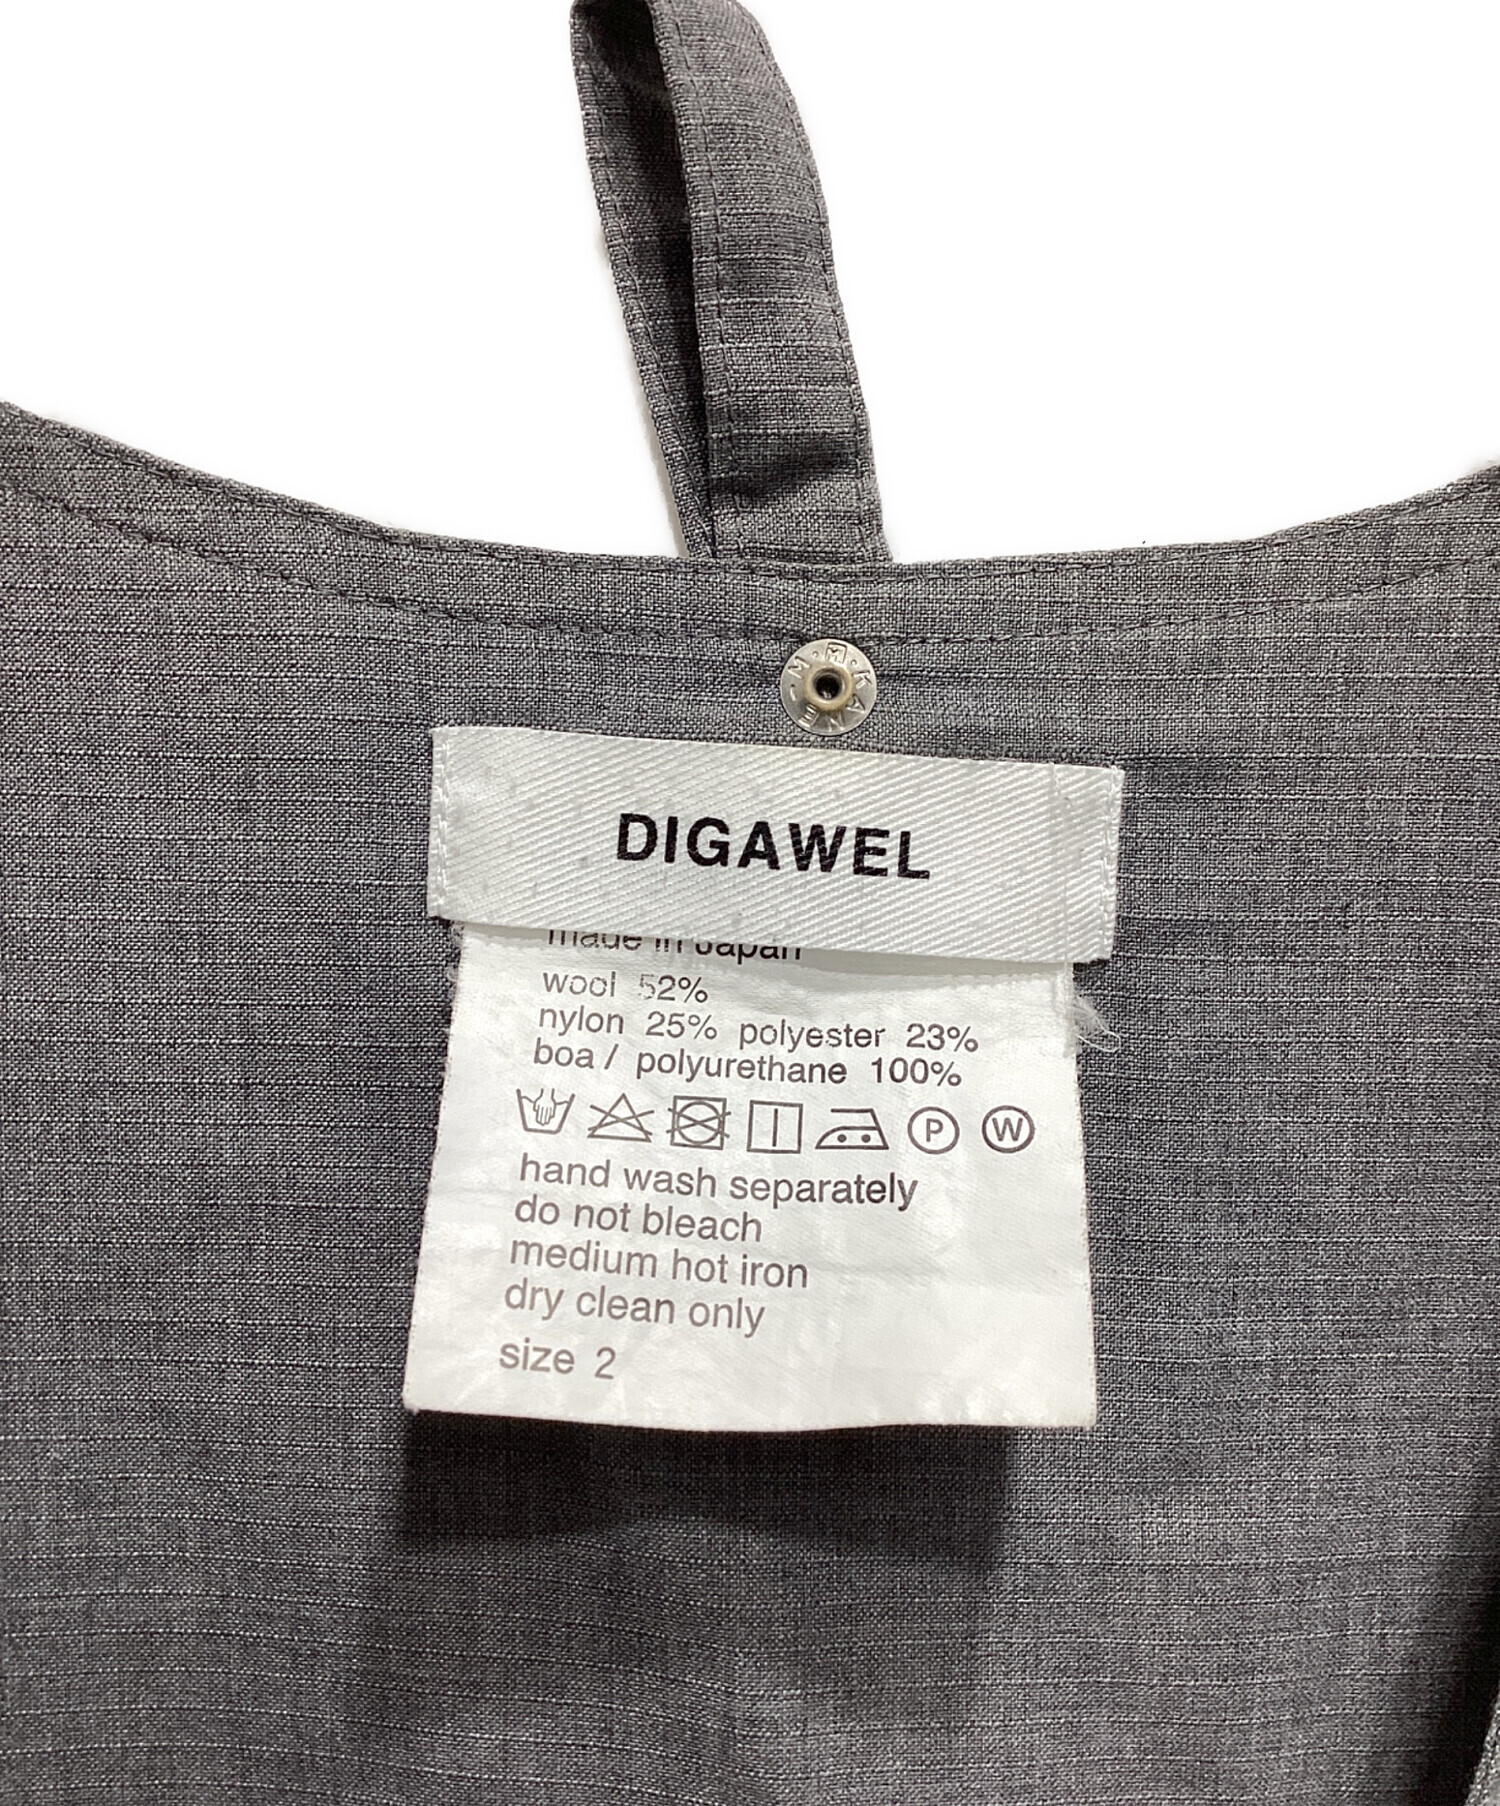 M.M.KANE
DIGAWEL
made in Japan
wool 52%
nylon 25% polyester 23%
boa / polyurethane 100%
P W
hand wash separately
do not bleach
medium hot iron
dry clean only
size 2